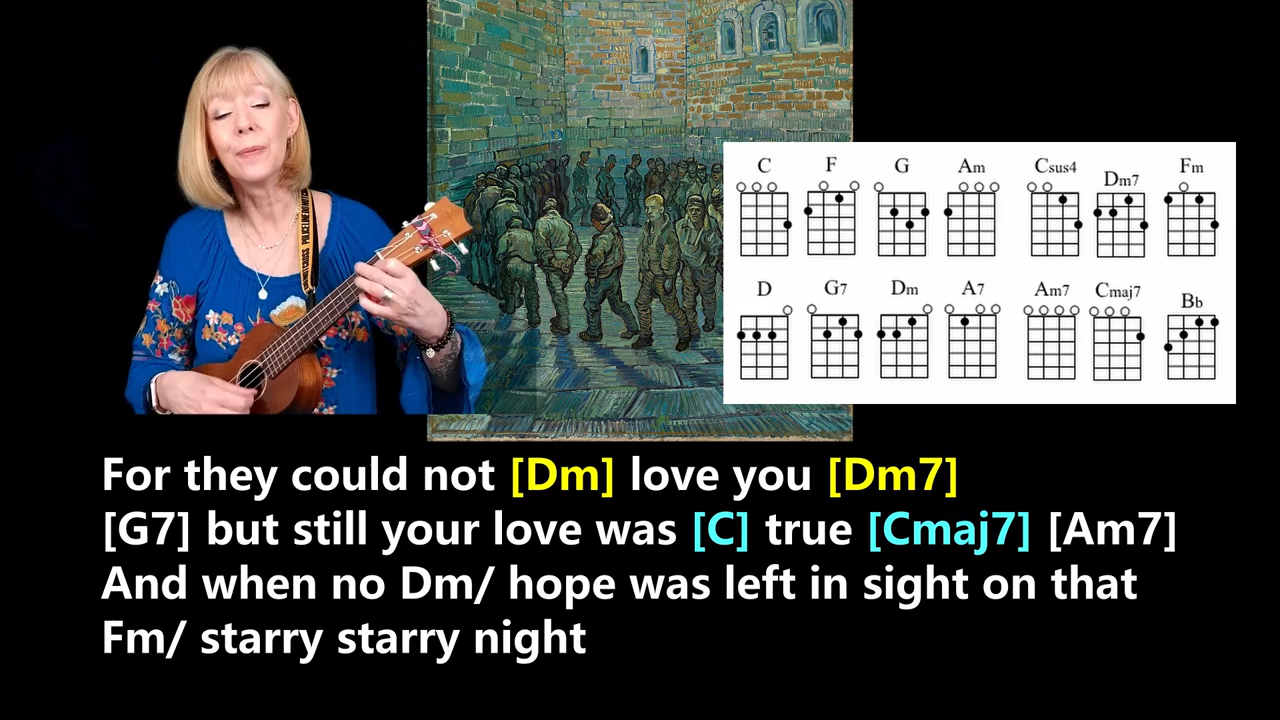 C F G Am Csus4 Dm7 Fm
D G7 Dm A7 Am7 Cmaj7 Bb
For they could not [Dm] love you [Dm7]
[G7] but still your love was [C] true [Cmaj7] [Am7]
And when no Dm/ hope was left in sight on that
Fm/ starry starry night